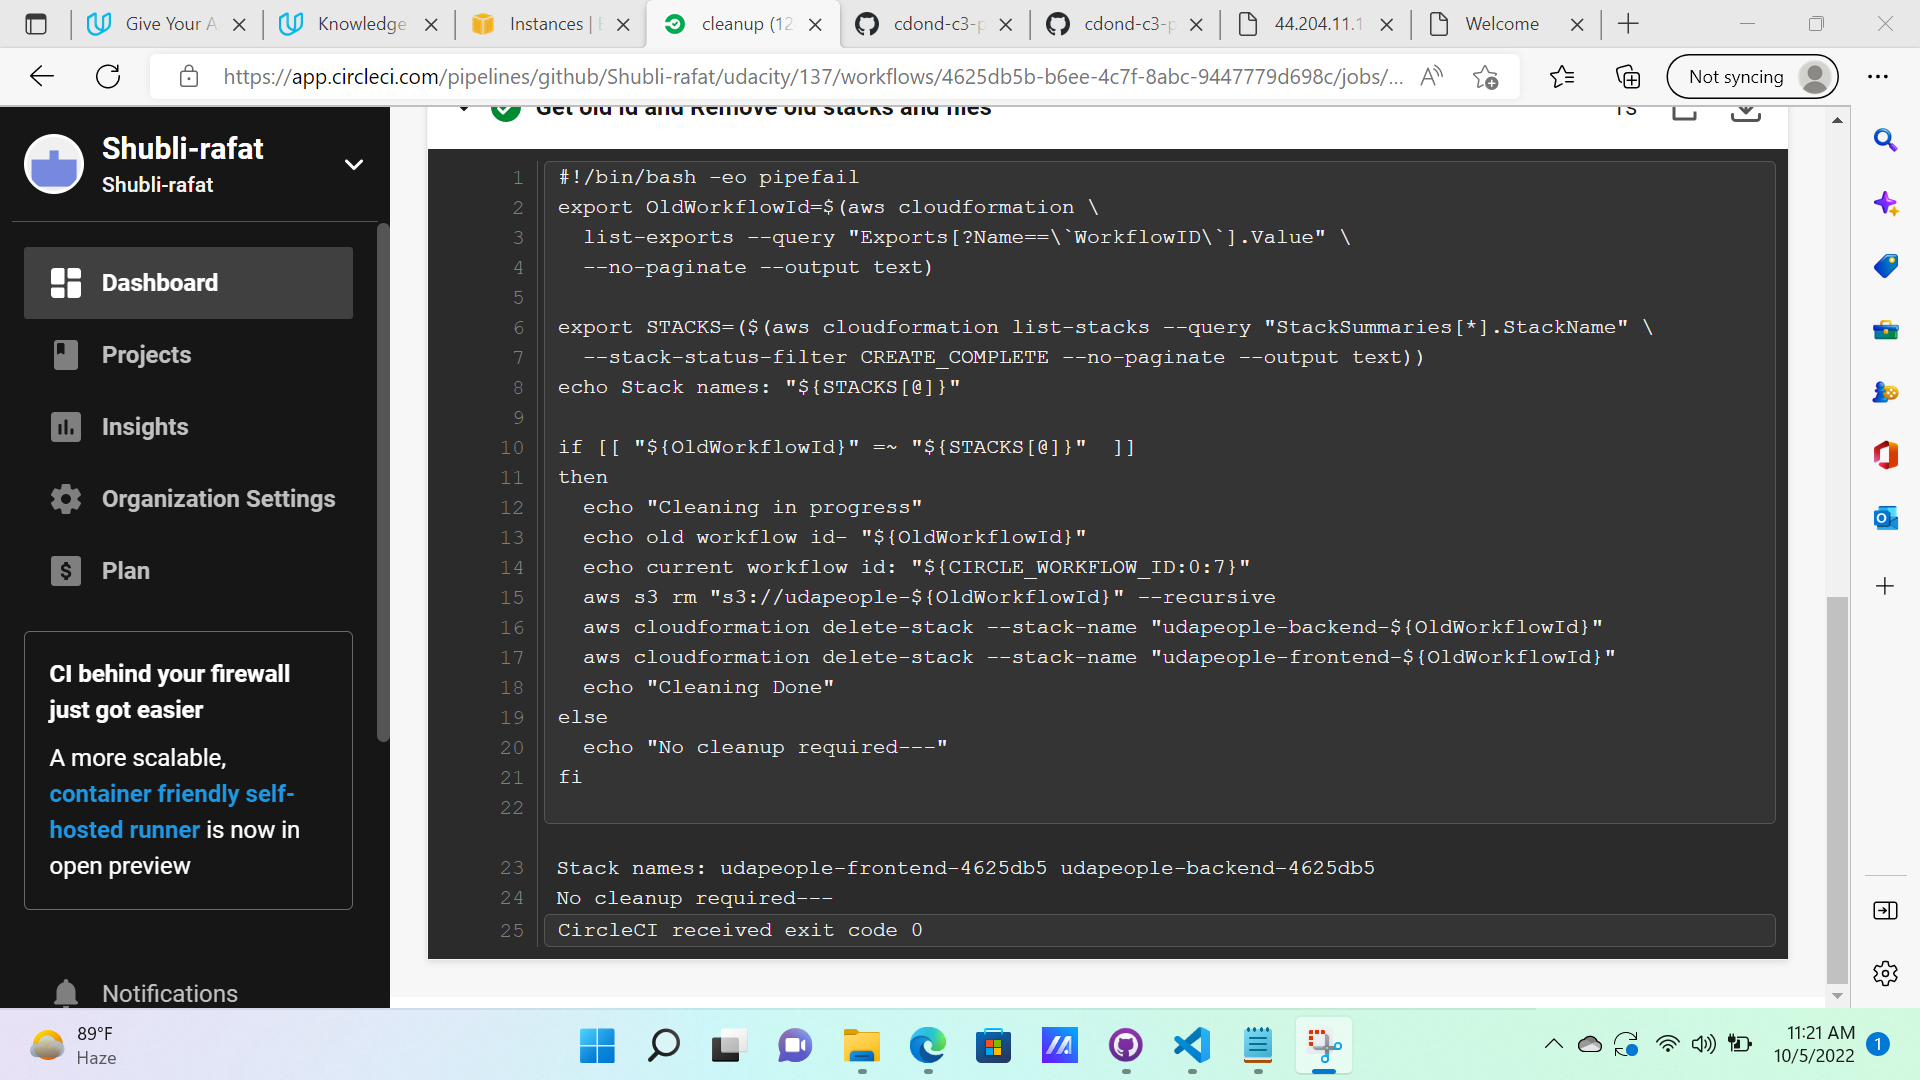 Give Your A
Knowledge
Instances | E
cleanup (12
cdond-c3-p
cdond-c3-p
44.204.11.1
Welcome
https://app.circleci.com/pipelines/github/Shubli-rafat/udacity/137/workflows/4625db5b-b6ee-4c7f-8abc-9447779d698c/jobs/...
Not syncing
Shubli-rafat
Shubli-rafat
Dashboard
Projects
Insights
Organization Settings
Plan
CI behind your firewall
just got easier
A more scalable,
container friendly self-
hosted runner is now in
open preview
Notifications
Get old id and Remove old stacks and files
1s
1 #!/bin/bash -eo pipefail
2 export OldWorkflowId=$(aws cloudformation \
3 list-exports --query "Exports[?Name==\`WorkflowID\`].Value" \
4 --no-paginate --output text)
5
6 export STACKS=($(aws cloudformation list-stacks --query "StackSummaries[*].StackName" \
7 --stack-status-filter CREATE_COMPLETE --no-paginate --output text))
8 echo Stack names: "${STACKS[@]}"
9
10 if [[ "${OldWorkflowId}" =~ "${STACKS[@]}"  ]]
11 then
12 echo "Cleaning in progress"
13 echo old workflow id- "${OldWorkflowId}"
14 echo current workflow id: "${CIRCLE_WORKFLOW_ID:0:7}"
15 aws s3 rm "s3://udapeople-${OldWorkflowId}" --recursive
16 aws cloudformation delete-stack --stack-name "udapeople-backend-${OldWorkflowId}"
17 aws cloudformation delete-stack --stack-name "udapeople-frontend-${OldWorkflowId}"
18 echo "Cleaning Done"
19 else
20 echo "No cleanup required---"
21 fi
22
23 Stack names: udapeople-frontend-4625db5 udapeople-backend-4625db5
24 No cleanup required---
25 CircleCI received exit code 0
89°F
Haze
11:21 AM
10/5/2022
1